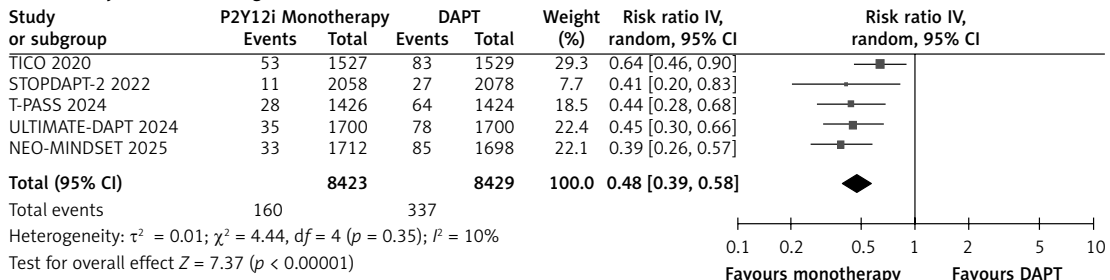 Study P2Y12i Monotherapy DAPT Weight Risk ratio IV, Risk ratio IV,
or subgroup Events Total Events Total (%) random, 95% CI random, 95% CI
TICO 2020 53 1527 83 1529 29.3 0.64 [0.46, 0.90]
STOPDAPT-2 2022 11 2058 27 2078 7.7 0.41 [0.20, 0.83]
T-PASS 2024 28 1426 64 1424 18.5 0.44 [0.28, 0.68]
ULTIMATE-DAPT 2024 35 1700 78 1700 22.4 0.45 [0.30, 0.66]
NEO-MINDSET 2025 33 1712 85 1698 22.1 0.39 [0.26, 0.57]
Total (95% CI) 8423 8429 100.0 0.48 [0.39, 0.58]
Total events 160 337
Heterogeneity: τ² = 0.01; χ² = 4.44, df = 4 (p = 0.35); I² = 10%
Test for overall effect Z = 7.37 (p < 0.00001)
0.1 0.2 0.5 1 2 5 10
Favours monotherapy Favours DAPT